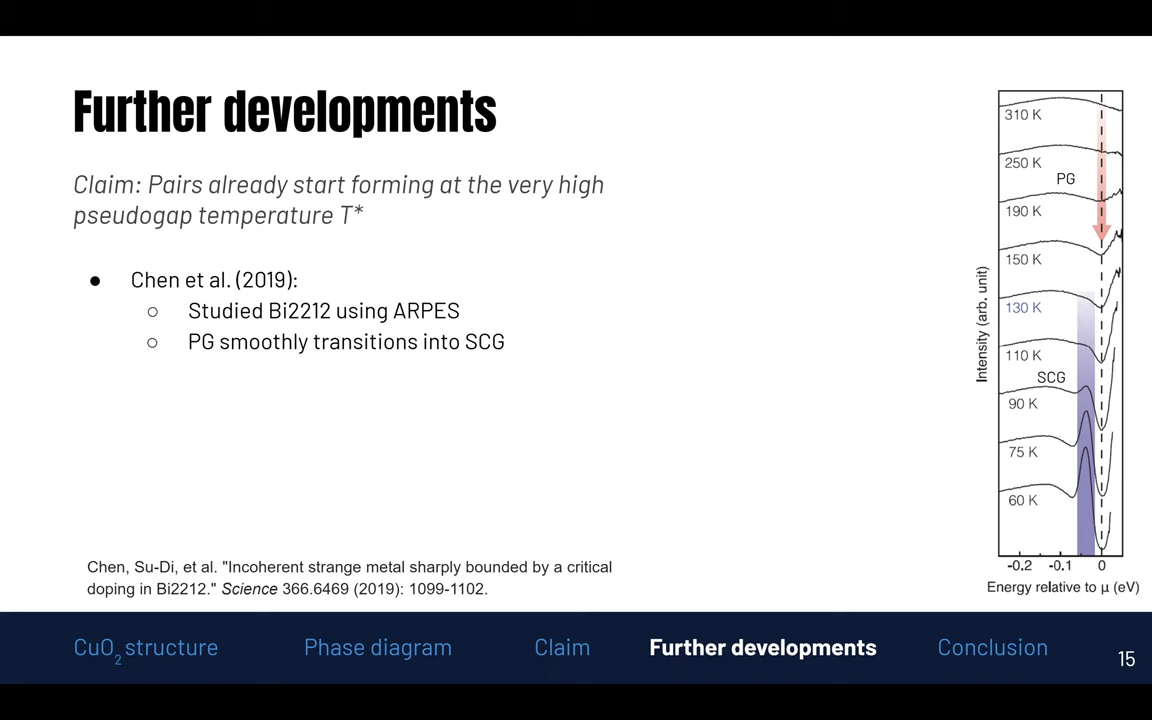 Further developments
Claim: Pairs already start forming at the very high
pseudogap temperature T*
● Chen et al. (2019):
○ Studied Bi2212 using ARPES
○ PG smoothly transitions into SCG
Chen, Su-Di, et al. "Incoherent strange metal sharply bounded by a critical
doping in Bi2212." Science 366.6469 (2019): 1099-1102.
Intensity (arb. unit)
310 K
250 K
PG
190 K
150 K
130 K
110 K
SCG
90 K
75 K
60 K
-0.2 -0.1 0
Energy relative to μ (eV)
CuO2 structure Phase diagram Claim Further developments Conclusion
15